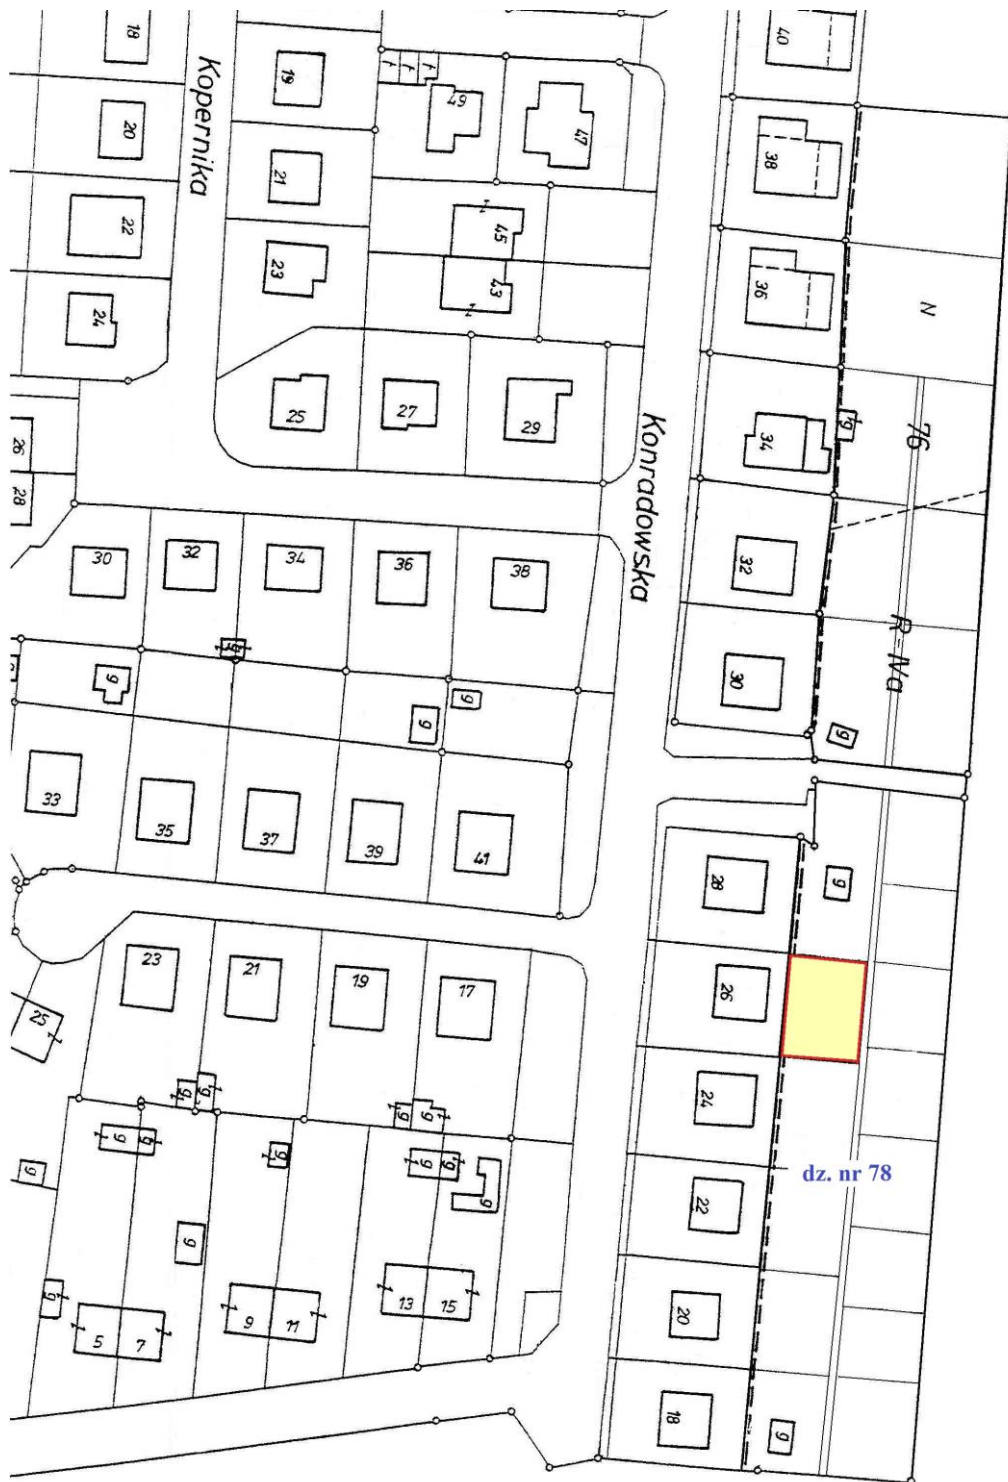 18
19
49
47
40
Kopernika
20
21
38
22
45
23
43
36
N
24
25
27
29
34
g
76
26
28
Konradowska
30
32
34
36
38
32
R-IVa
g
g
g
g
30
g
33
35
37
39
41
28
g
23
21
19
17
26
25
g
g
g
g
24
g
g
g
g
g
g
g
dz. nr 78
22
g
g
5
7
9
11
13
15
20
18
g